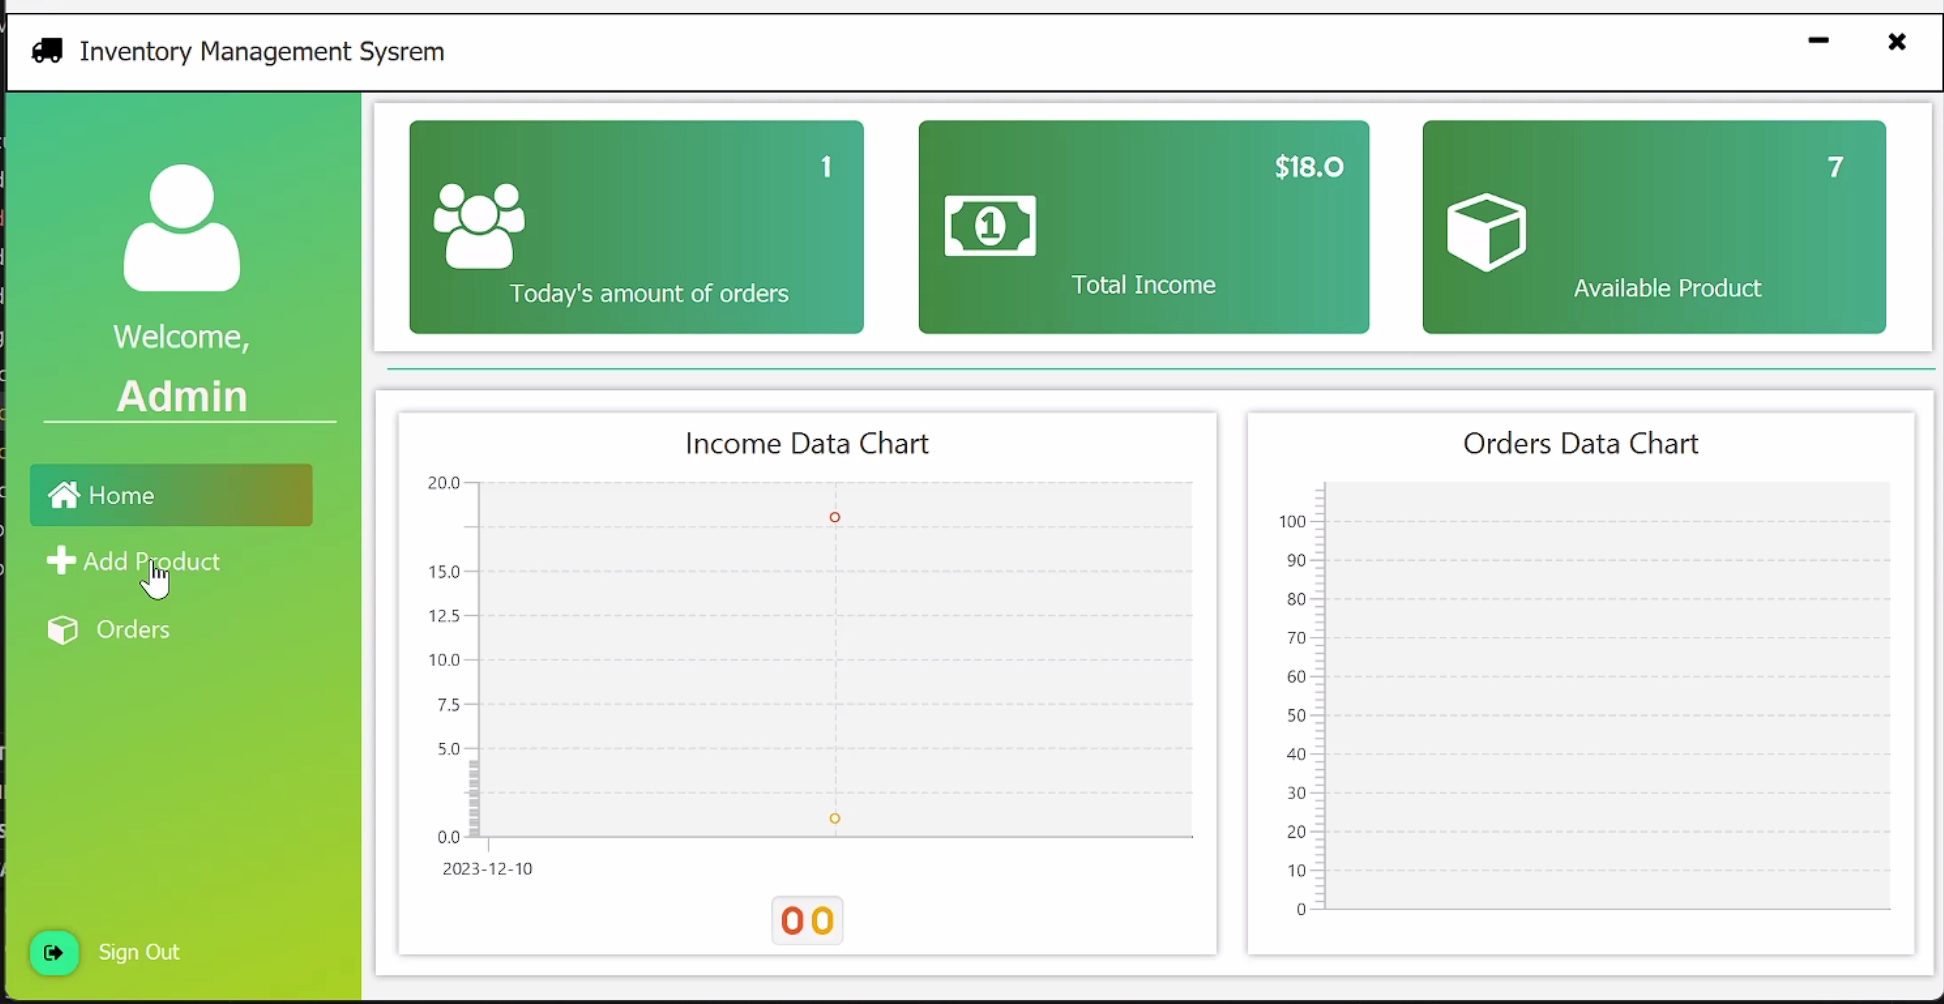 Inventory Management Sysrem
Welcome,
Admin
Home
Add Product
Orders
Sign Out
1
Today's amount of orders
$18.0
Total Income
7
Available Product
Income Data Chart
20.0
15.0
12.5
10.0
7.5
5.0
0.0
2023-12-10
Orders Data Chart
100
90
80
70
60
50
40
30
20
10
0